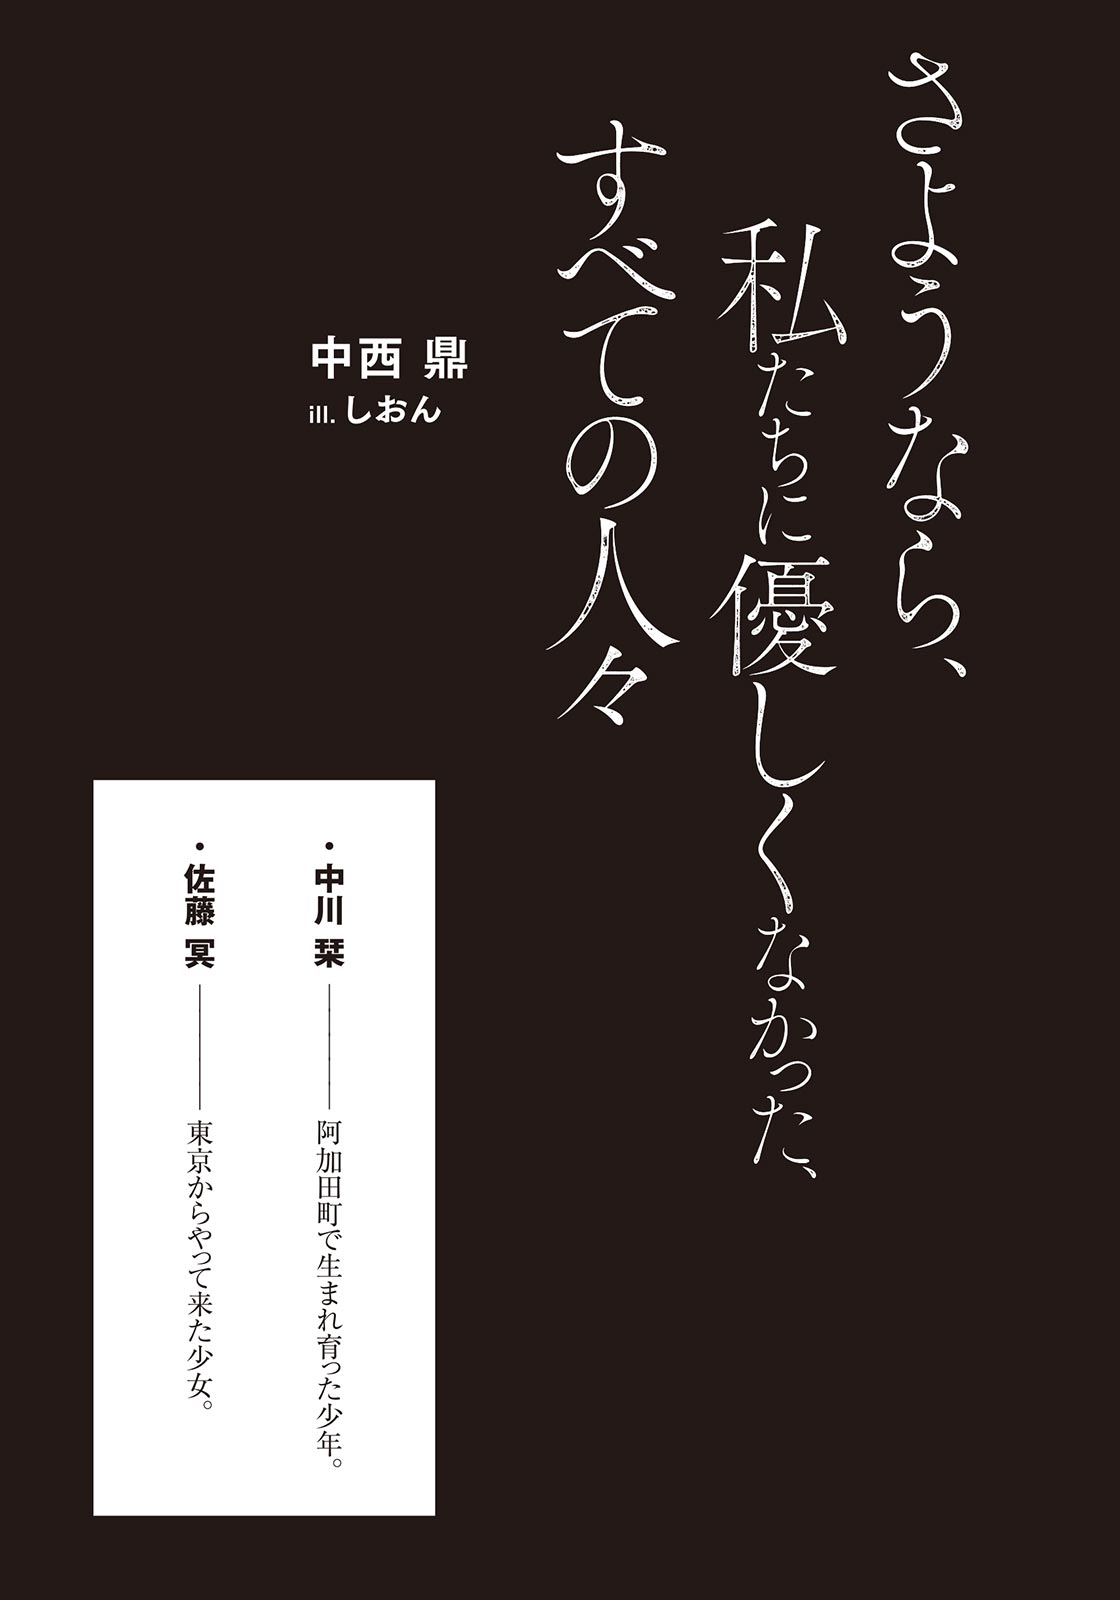 さようなら、
私たちに優しくなかった、
すべての人々
中西 鼎
ill. しおん
・中川 栞――――阿加田町で生まれ育った少年。
・佐藤 冥――――東京からやって来た少女。